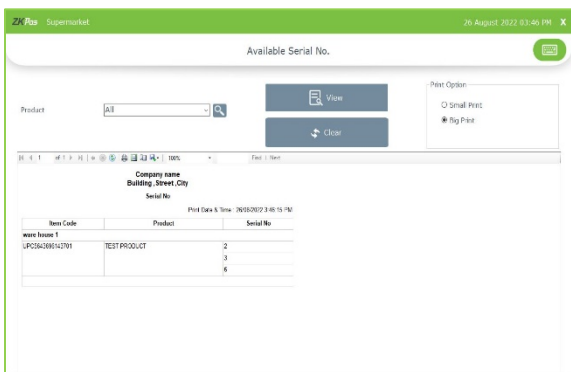 ZKPos Supermarket 26 August 2022 03:46 PM X
Available Serial No.
Print Option
View
Product All Small Print
Big Print
Clear
1 of 1 100% Find | Next
Company name
Building ,Street ,City
Serial No
Print Date & Time : 26/08/2022 3:46:15 PM
Item Code Product Serial No
ware house 1
TEST PRODUCT 2
3
6